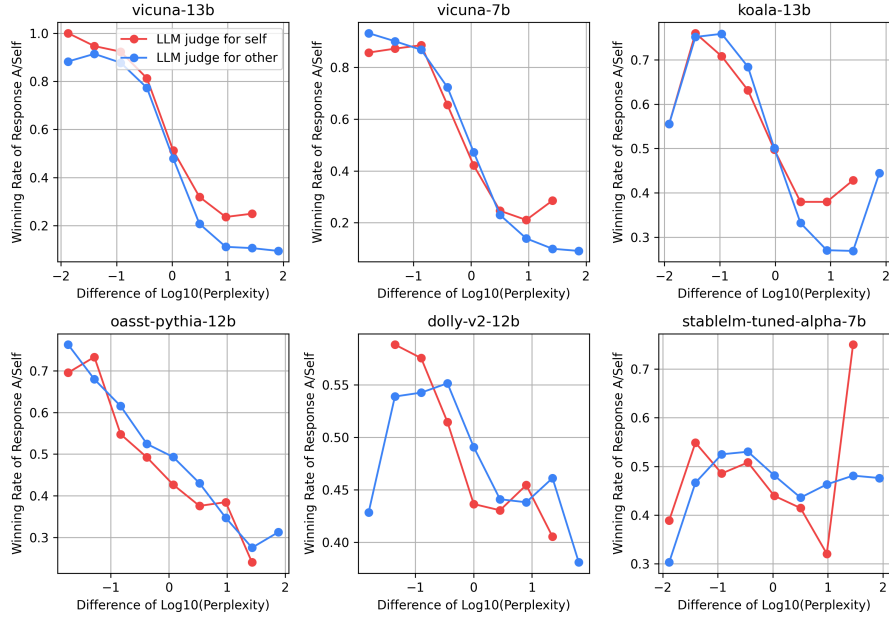 vicuna-13b
Winning Rate of Response A/Self
1.0
0.8
0.6
0.4
0.2
LLM judge for self
LLM judge for other
−2
−1
0
1
2
Difference of Log10(Perplexity)
vicuna-7b
Winning Rate of Response A/Self
0.8
0.6
0.4
0.2
−1
0
1
2
Difference of Log10(Perplexity)
koala-13b
Winning Rate of Response A/Self
0.7
0.6
0.5
0.4
0.3
−2
−1
0
1
2
Difference of Log10(Perplexity)
oasst-pythia-12b
Winning Rate of Response A/Self
0.7
0.6
0.5
0.4
0.3
−1
0
1
2
Difference of Log10(Perplexity)
dolly-v2-12b
Winning Rate of Response A/Self
0.55
0.50
0.45
0.40
−1
0
1
Difference of Log10(Perplexity)
stablelm-tuned-alpha-7b
Winning Rate of Response A/Self
0.7
0.6
0.5
0.4
0.3
−2
−1
0
1
2
Difference of Log10(Perplexity)